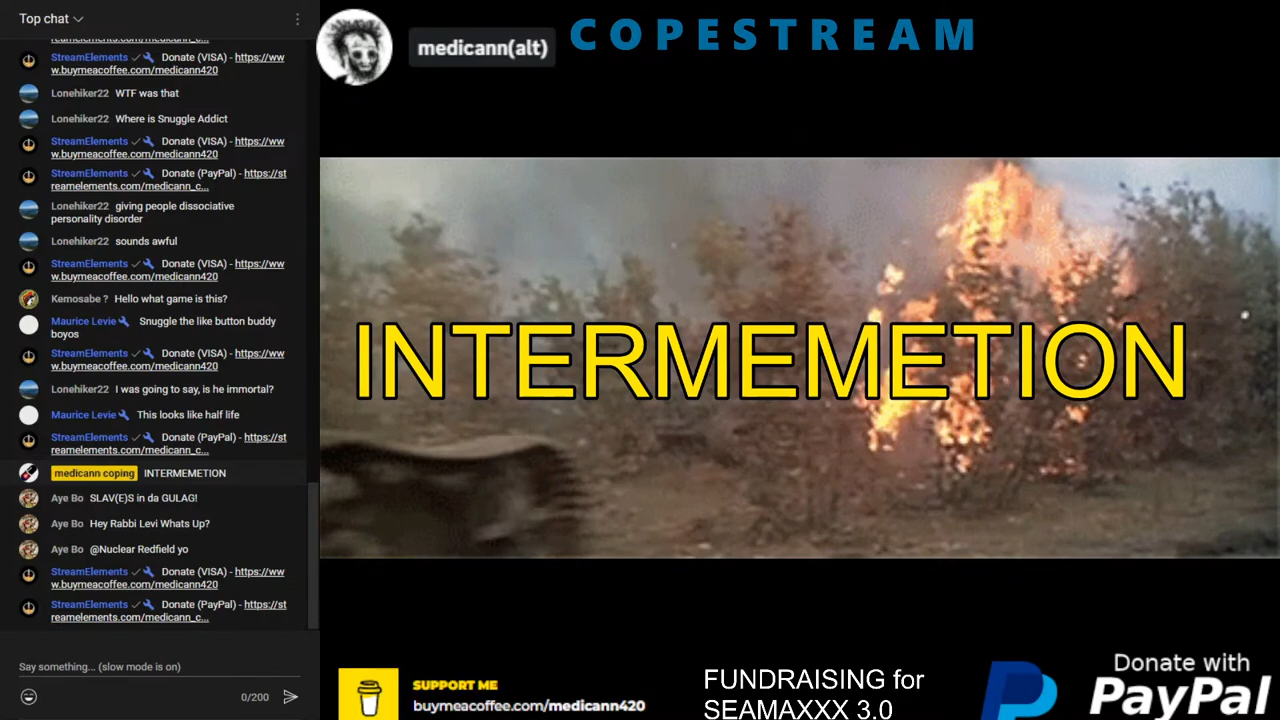 Top chat
StreamElements Donate (VISA) - https://ww
w.buymeacoffee.com/medicann420
Lonehiker22 WTF was that
Lonehiker22 Where is Snuggle Addict
StreamElements Donate (VISA) - https://ww
w.buymeacoffee.com/medicann420
StreamElements Donate (PayPal) - https://st
reamelements.com/medicann_c...
Lonehiker22 giving people dissociative
personality disorder
Lonehiker22 sounds awful
StreamElements Donate (VISA) - https://ww
w.buymeacoffee.com/medicann420
Kemosabe ? Hello what game is this?
Maurice Levie Snuggle the like button buddy
boyos
StreamElements Donate (VISA) - https://ww
w.buymeacoffee.com/medicann420
Lonehiker22 I was going to say, is he immortal?
Maurice Levie This looks like half life
StreamElements Donate (PayPal) - https://st
reamelements.com/medicann_c...
medicann coping INTERMEMETION
Aye Bo SLAV(E)S in da GULAG!
Aye Bo Hey Rabbi Levi Whats Up?
Aye Bo @Nuclear Redfield yo
StreamElements Donate (VISA) - https://ww
w.buymeacoffee.com/medicann420
StreamElements Donate (PayPal) - https://st
reamelements.com/medicann_c...
Say something... (slow mode is on)
0/200
medicann(alt)
COPESTREAM
INTERMEMETION
SUPPORT ME
buymeacoffee.com/medicann420
FUNDRAISING for
SEAMAXXX 3.0
Donate with
PayPal